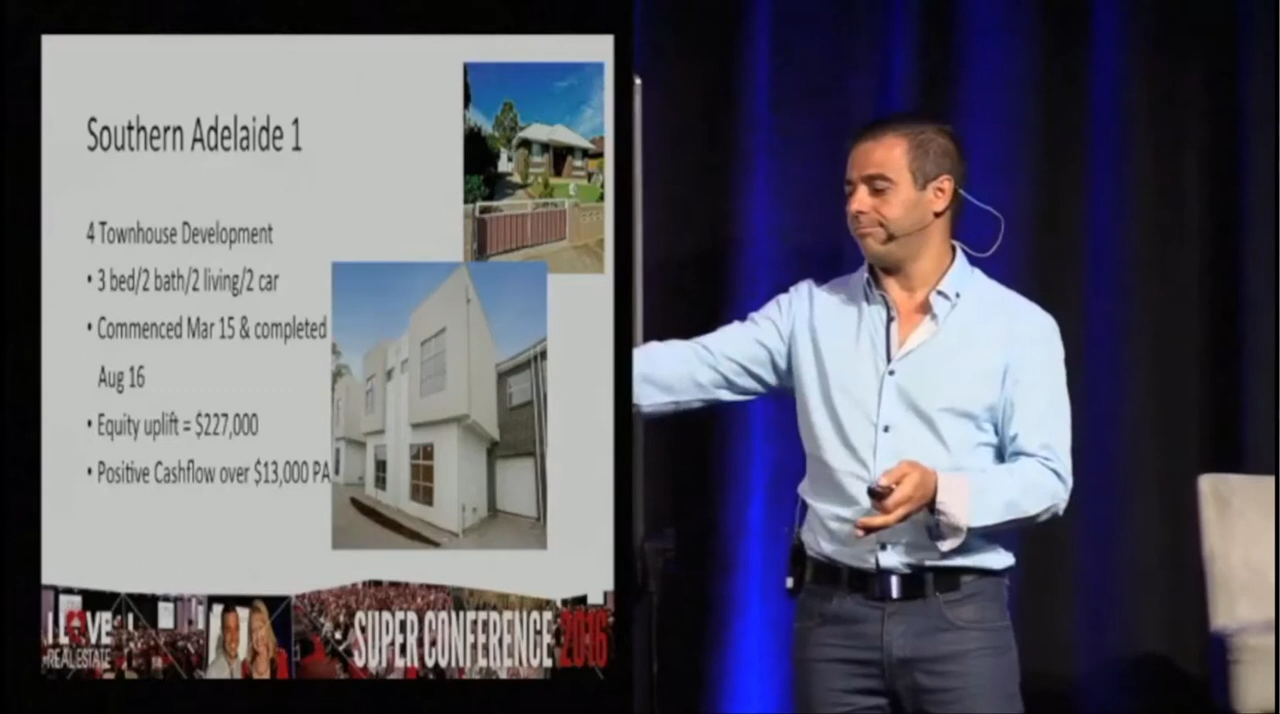 Southern Adelaide 1
4 Townhouse Development
• 3 bed/2 bath/2 living/2 car
• Commenced Mar 15 & completed
Aug 16
• Equity uplift = $227,000
• Positive Cashflow over $13,000 PA
I LOVE
REAL ESTATE
SUPER CONFERENCE 2016